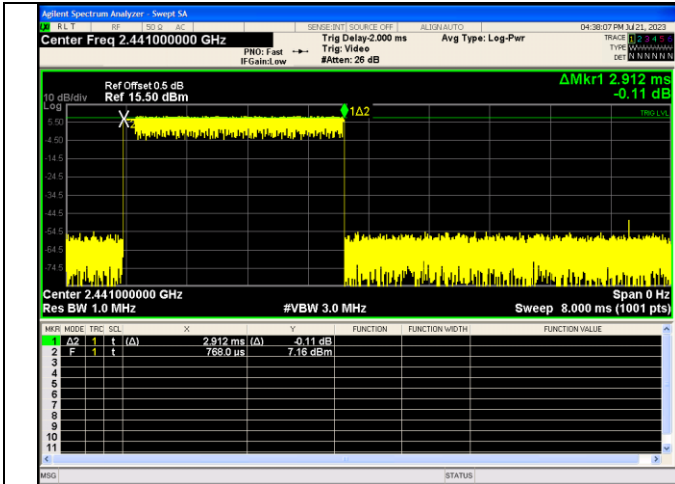 Agilent Spectrum Analyzer - Swept SA
RLT RF 50 Ω AC SENSE:INT SOURCE OFF ALIGNAUTO 04:38:07 PM Jul 21, 2023
Center Freq 2.441000000 GHz Trig Delay-2.000 ms Avg Type: Log-Pwr TRACE 1 2 3 4 5 6
PNO: Fast Trig: Video TYPE WWWWWW
IFGain:Low #Atten: 26 dB DET N N N N N N
ΔMkr1 2.912 ms
Ref Offset 0.5 dB
10 dB/div Ref 15.50 dBm -0.11 dB
Log
1Δ2
TRIG LVL
5.50
2
-4.50
-14.5
-24.5
-34.5
-44.5
-54.5
-64.5
-74.5
Center 2.441000000 GHz Span 0 Hz
Res BW 1.0 MHz #VBW 3.0 MHz Sweep 8.000 ms (1001 pts)
MKR MODE TRC SCL X Y FUNCTION FUNCTION WIDTH FUNCTION VALUE
1 Δ2 1 t (Δ) 2.912 ms (Δ) -0.11 dB
2 F 1 t 768.0 µs 7.16 dBm
3
4
5
6
7
8
9
10
11
MSG STATUS